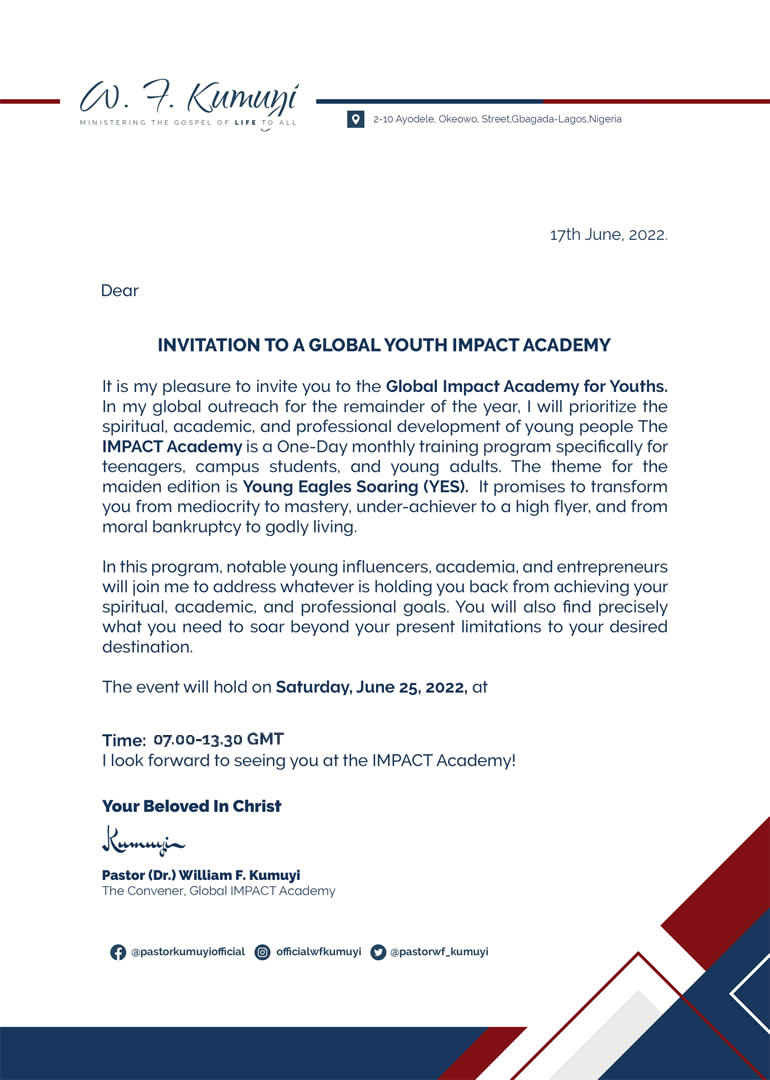 W. F. Kumuyi
MINISTERING THE GOSPEL OF LIFE TO ALL
2-10 Ayodele, Okeowo, Street,Gbagada-Lagos,Nigeria
17th June, 2022.
Dear
INVITATION TO A GLOBAL YOUTH IMPACT ACADEMY
It is my pleasure to invite you to the Global Impact Academy for Youths.
In my global outreach for the remainder of the year, I will prioritize the
spiritual, academic, and professional development of young people The
IMPACT Academy is a One-Day monthly training program specifically for
teenagers, campus students, and young adults. The theme for the
maiden edition is Young Eagles Soaring (YES). It promises to transform
you from mediocrity to mastery, under-achiever to a high flyer, and from
moral bankruptcy to godly living.
In this program, notable young influencers, academia, and entrepreneurs
will join me to address whatever is holding you back from achieving your
spiritual, academic, and professional goals. You will also find precisely
what you need to soar beyond your present limitations to your desired
destination.
The event will hold on Saturday, June 25, 2022, at
Time: 07.00-13.30 GMT
I look forward to seeing you at the IMPACT Academy!
Your Beloved In Christ
Kumuyi
Pastor (Dr.) William F. Kumuyi
The Convener, Global IMPACT Academy
@pastorkumuyiofficial officialwfkumuyi @pastorwf_kumuyi